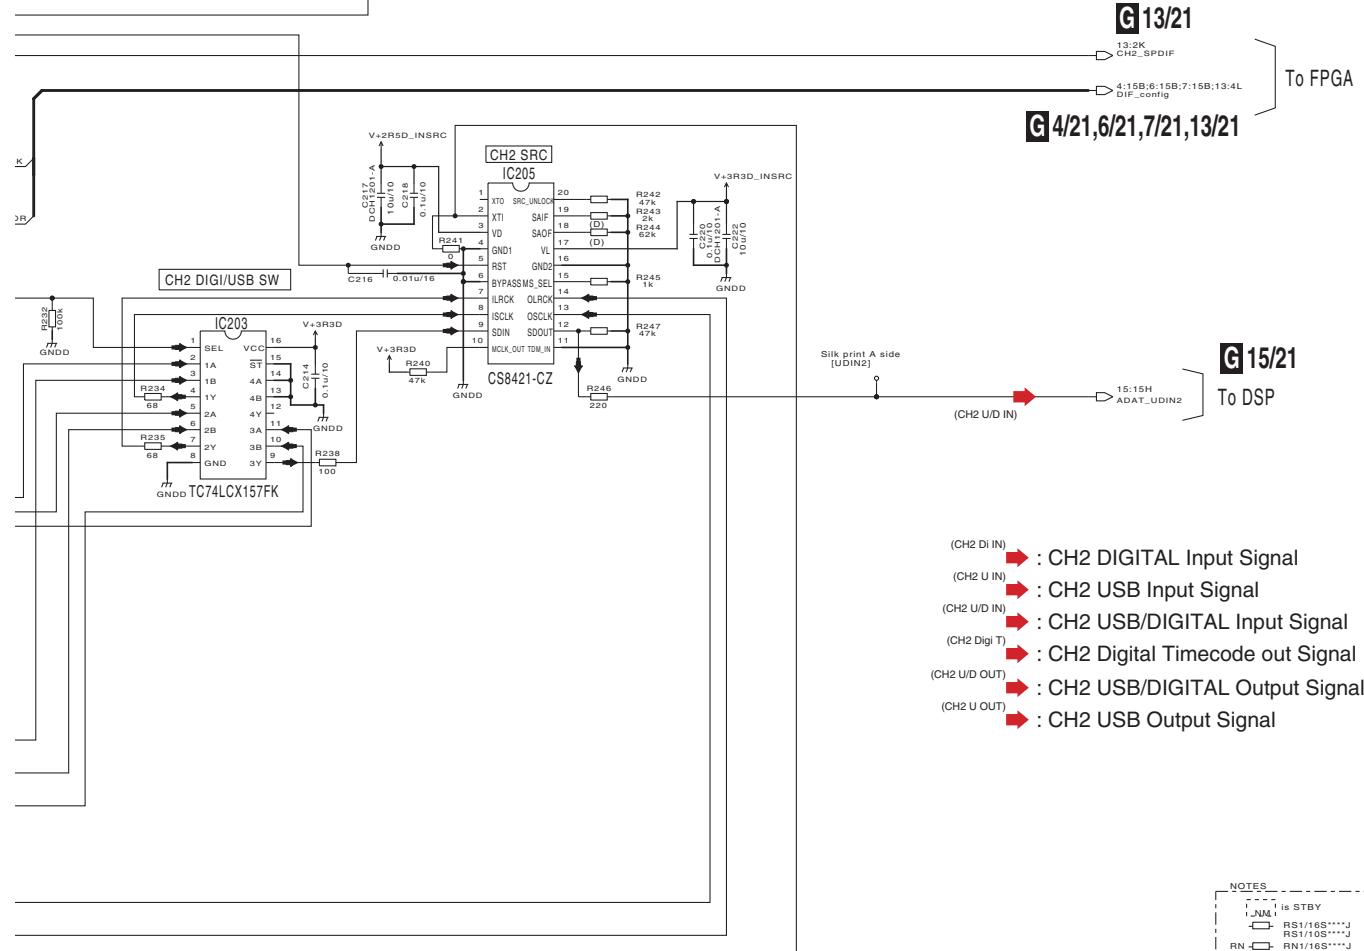 G 13/21
13:2K
CH2_SPDIF
To FPGA
4:15B;6:15B;7:15B;13:4L
DIF_config
G 4/21,6/21,7/21,13/21
K
DR
V+2R5D_INSRC
C217
DCH1201-A
10u/10
C218
0.1u/10
GNDD
CH2 SRC
IC205
1 XTO SRC_UNLOCK 20
2 XTI SAIF 19
3 VD SAOF 18
4 GND1 VL 17
5 RST GND2 16
6 BYPASS MS_SEL 15
7 ILRCK OLRCK 14
8 ISCLK OSCLK 13
9 SDIN SDOUT 12
10 MCLK_OUT TDM_IN 11
CS8421-CZ
R241
0
C216 0.01u/16
R242
47k
R243
2k
(D)
R244
62k
(D)
R245
1k
R247
47k
GNDD
GNDD
V+3R3D_INSRC
C220
0.1u/10
DCH1201-A
C222
10u/10
GNDD
V+3R3D
R240
47k
R246
220
CH2 DIGI/USB SW
R232
100k
GNDD
IC203
1 SEL VCC 16
2 1A ST 15
3 1B 4A 14
4 1Y 4B 13
5 2A 4Y 12
6 2B 3A 11
7 2Y 3B 10
8 GND 3Y 9
TC74LCX157FK
GNDD
R234
68
R235
68
V+3R3D
C214
0.1u/10
GNDD
R238
100
Silk print A side
[UDIN2]
(CH2 U/D IN)
G 15/21
15:15H
ADAT_UDIN2
To DSP
(CH2 Di IN)
: CH2 DIGITAL Input Signal
(CH2 U IN)
: CH2 USB Input Signal
(CH2 U/D IN)
: CH2 USB/DIGITAL Input Signal
(CH2 Digi T)
: CH2 Digital Timecode out Signal
(CH2 U/D OUT)
: CH2 USB/DIGITAL Output Signal
(CH2 U OUT)
: CH2 USB Output Signal
NOTES
NM is STBY
RS1/16S****J
RS1/10S****J
RN RN1/16S****J